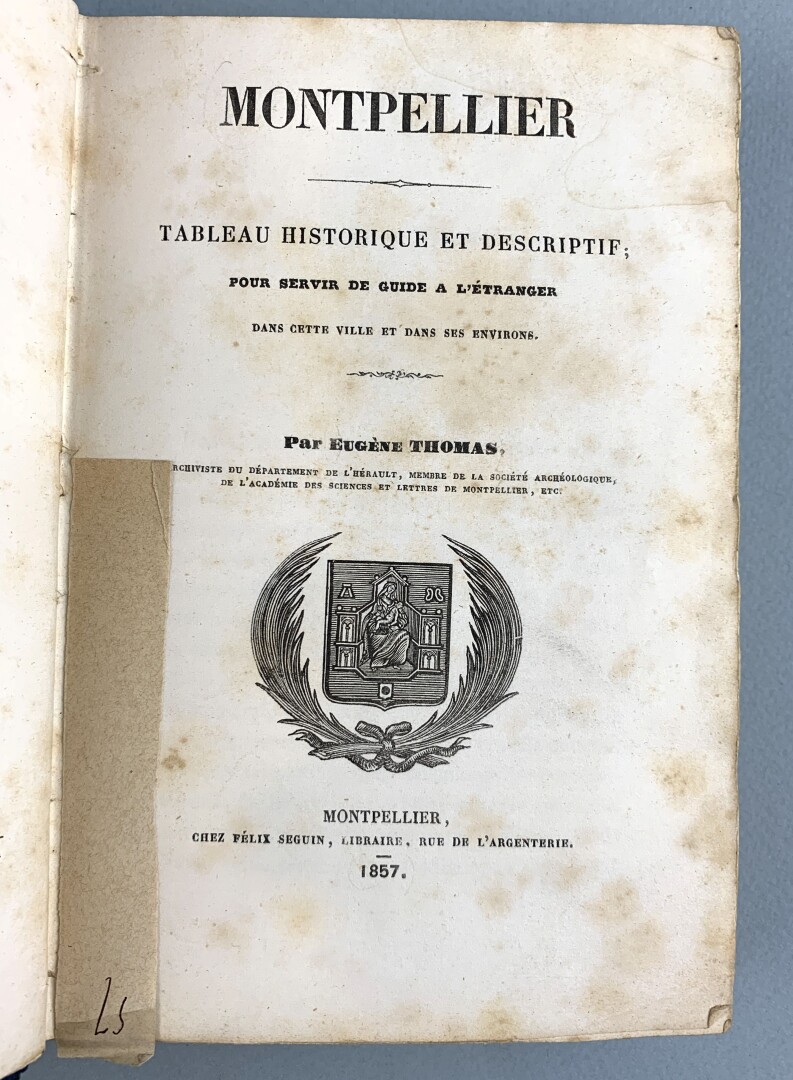 MONTPELLIER
TABLEAU HISTORIQUE ET DESCRIPTIF;
POUR SERVIR DE GUIDE A L'ÉTRANGER
DANS CETTE VILLE ET DANS SES ENVIRONS.
Par EUGÈNE THOMAS,
RCHIVISTE DU DÉPARTEMENT DE L'HÉRAULT, MEMBRE DE LA SOCIÉTÉ ARCHÉOLOGIQUE,
DE L'ACADÉMIE DES SCIENCES ET LETTRES DE MONTPELLIER, ETC.
MONTPELLIER,
CHEZ FÉLIX SEGUIN, LIBRAIRE, RUE DE L'ARGENTERIE.
1857.